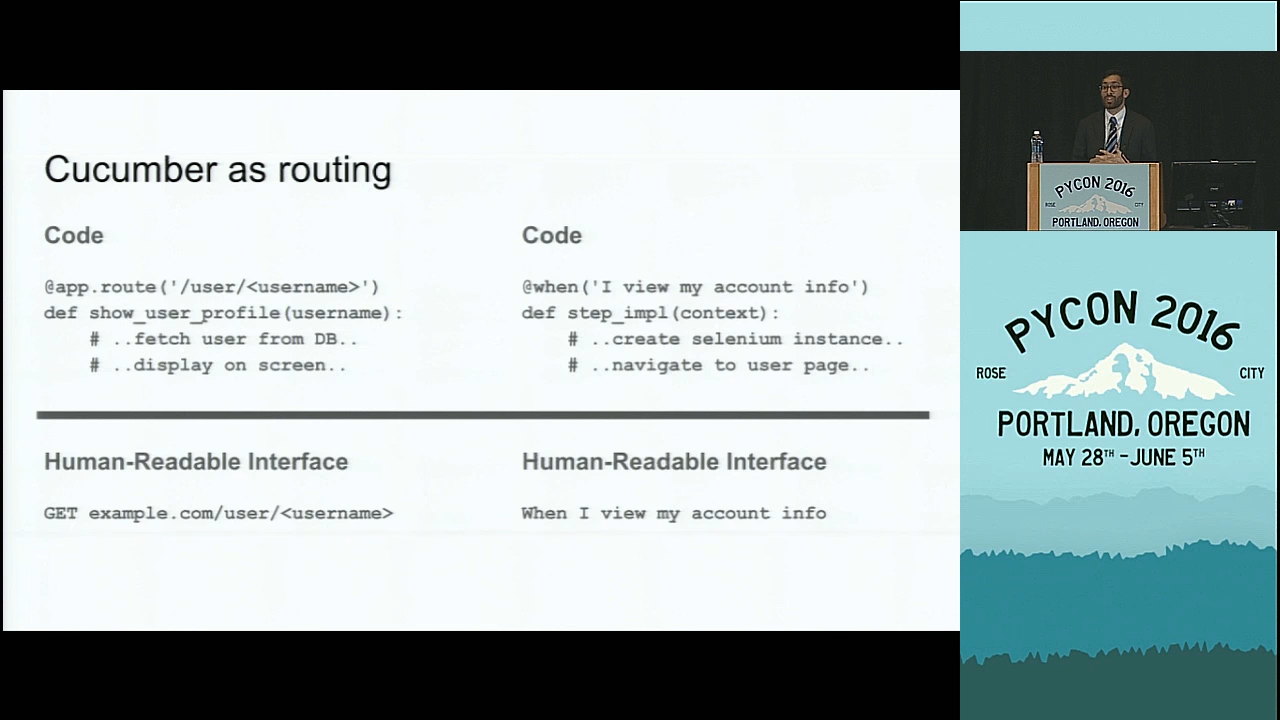 Cucumber as routing
Code
@app.route('/user/<username>')
def show_user_profile(username):
# ..fetch user from DB..
# ..display on screen..
Human-Readable Interface
GET example.com/user/<username>
Code
@when('I view my account info')
def step_impl(context):
# ..create selenium instance..
# ..navigate to user page..
Human-Readable Interface
When I view my account info
PYCON 2016
ROSE CITY
PORTLAND, OREGON
PYCON 2016
ROSE CITY
PORTLAND, OREGON
MAY 28TH - JUNE 5TH